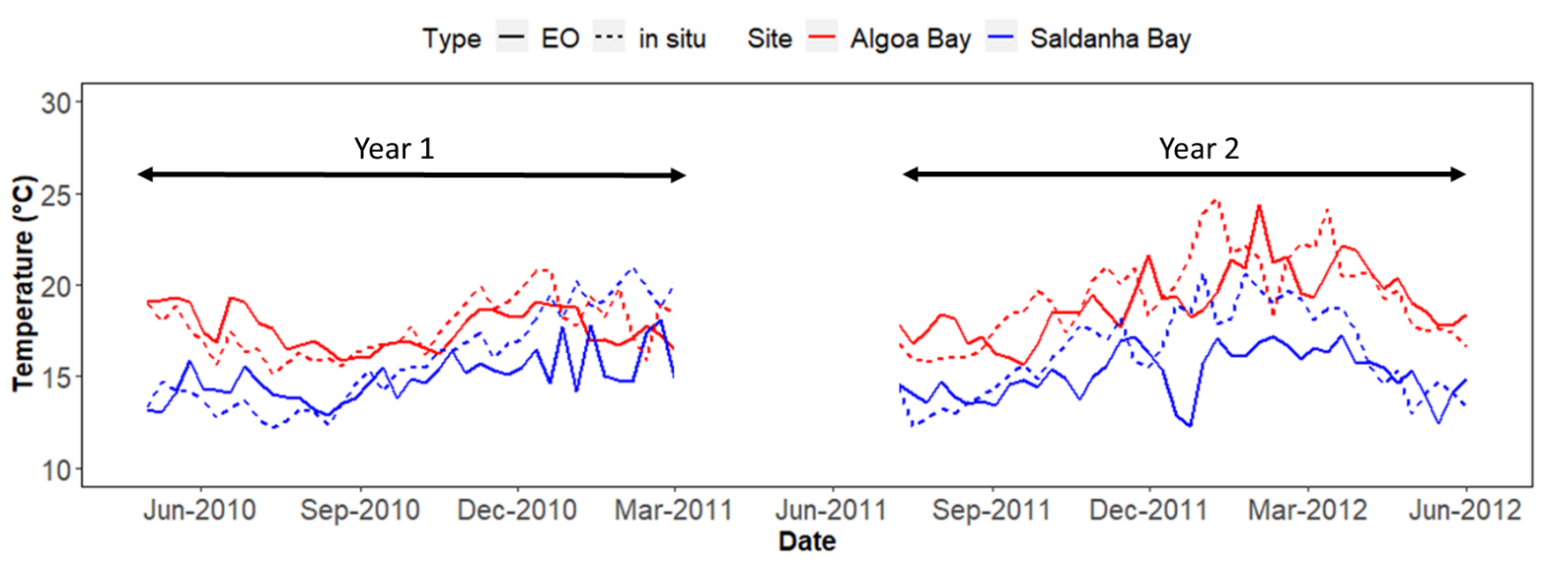 Type EO in situ Site Algoa Bay Saldanha Bay
30
25
20
15
10
Temperature (°C)
Year 1 Year 2
Jun-2010 Sep-2010 Dec-2010 Mar-2011 Jun-2011 Sep-2011 Dec-2011 Mar-2012 Jun-2012
Date